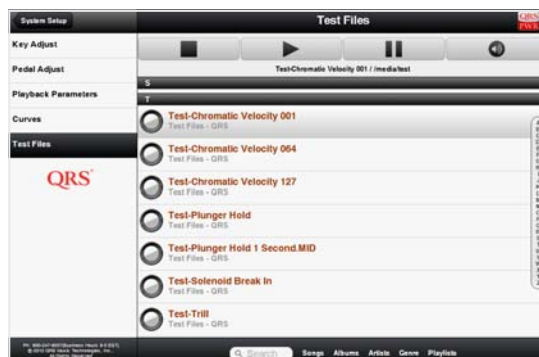 System Setup
Test Files
QRS
PWR
Key Adjust
Pedal Adjust
Playback Parameters
Curves
Test Files
QRS
Test-Chromatic Velocity 001 / /media/test
S
T
Test-Chromatic Velocity 001
Test Files - QRS
Test-Chromatic Velocity 064
Test Files - QRS
Test-Chromatic Velocity 127
Test Files - QRS
Test-Plunger Hold
Test Files - QRS
Test-Plunger Hold 1 Second.MID
Test Files - QRS
Test-Solenoid Break In
Test Files - QRS
Test-Trill
Test Files - QRS
Search
Songs Albums Artists Genre Playlists